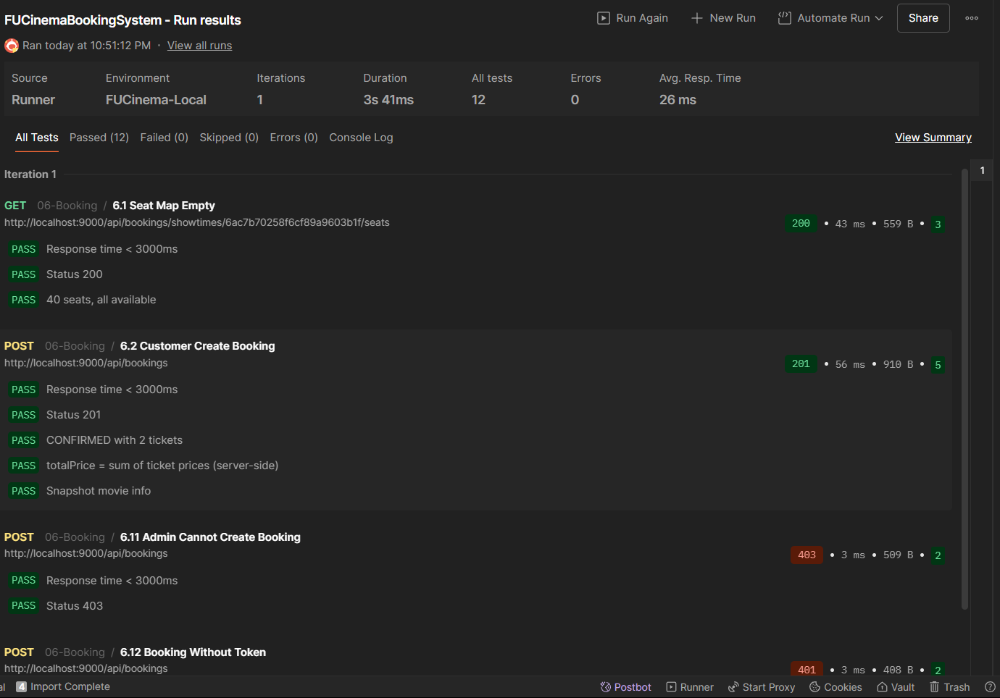 FUCinemaBookingSystem - Run results
Run Again
New Run
Automate Run
Share
Ran today at 10:51:12 PM · View all runs
Source Environment Iterations Duration All tests Errors Avg. Resp. Time
Runner FUCinema-Local 1 3s 41ms 12 0 26 ms
All Tests Passed (12) Failed (0) Skipped (0) Errors (0) Console Log View Summary
Iteration 1
1
GET 06-Booking / 6.1 Seat Map Empty
http://localhost:9000/api/bookings/showtimes/6ac7b70258f6cf89a9603b1f/seats
200 • 43 ms • 559 B • 3
PASS Response time < 3000ms
PASS Status 200
PASS 40 seats, all available
POST 06-Booking / 6.2 Customer Create Booking
http://localhost:9000/api/bookings
201 • 56 ms • 910 B • 5
PASS Response time < 3000ms
PASS Status 201
PASS CONFIRMED with 2 tickets
PASS totalPrice = sum of ticket prices (server-side)
PASS Snapshot movie info
POST 06-Booking / 6.11 Admin Cannot Create Booking
http://localhost:9000/api/bookings
403 • 3 ms • 509 B • 2
PASS Response time < 3000ms
PASS Status 403
POST 06-Booking / 6.12 Booking Without Token
http://localhost:9000/api/bookings
401 • 3 ms • 408 B • 2
al 4 Import Complete Postbot Runner Start Proxy Cookies Vault Trash